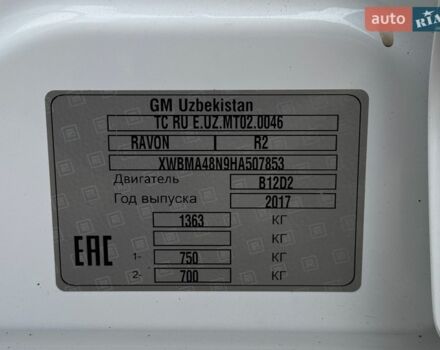 auto RIA
GM Uzbekistan
TC RU E.UZ.MT02.0046
RAVON R2
XWBMA48N9HA507853
Двигатель B12D2
Год выпуска 2017
1363 КГ
КГ
1- 750 КГ
2- 700 КГ
EAC